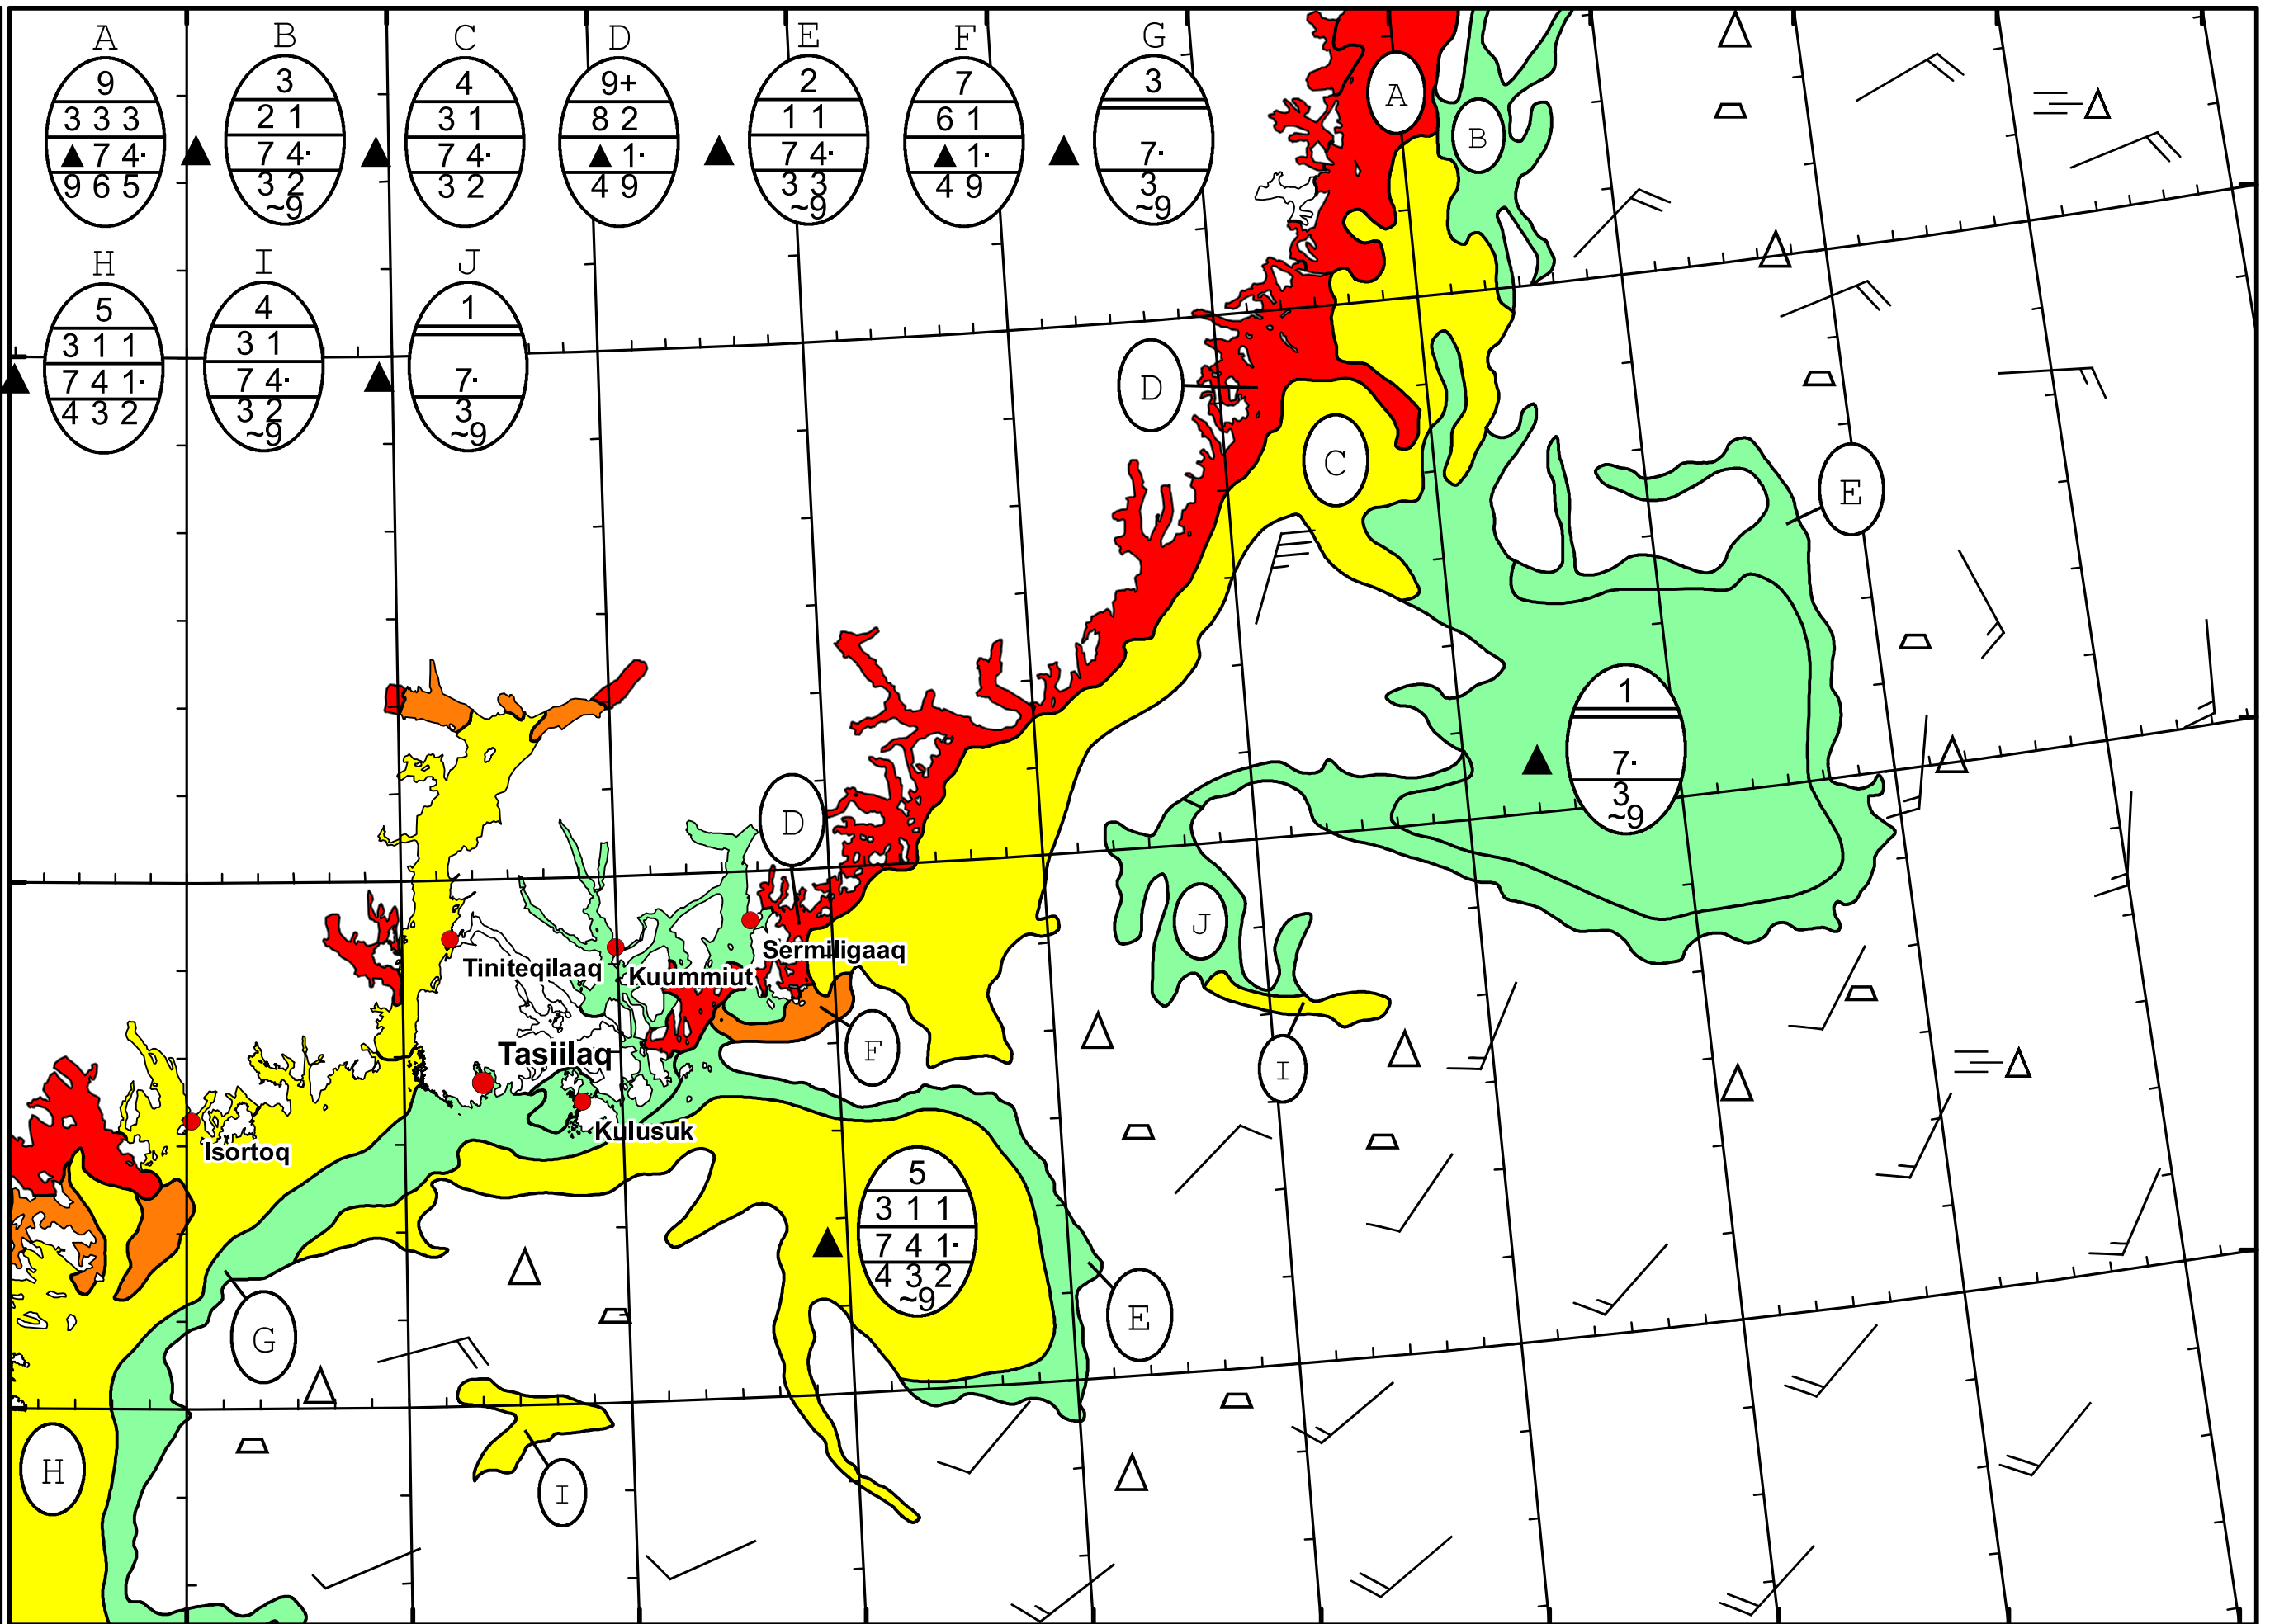 A B C D E F G
9 3 4 9+ 2 7 3
3 3 3 2 1 3 1 8 2 1 1 6 1
▲ 7 4· 7 4· 7 4· ▲ 1· 7 4· ▲ 1· 7·
9 6 5 3 2 3 2 4 9 3 3 4 9 3
~9 ~9 ~9
H I J
5 4 1
3 1 1 3 1
7 4 1· 7 4· 7·
4 3 2 3 2 3
~9 ~9
A
B
D
C
E
1
7·
3
~9
D
J
Sermiligaaq
Tiniteqilaaq
Kuummiut
F
I
Tasiilaq
Kulusuk
Isortoq
5
3 1 1
7 4 1·
4 3 2
~9
G
E
H
I